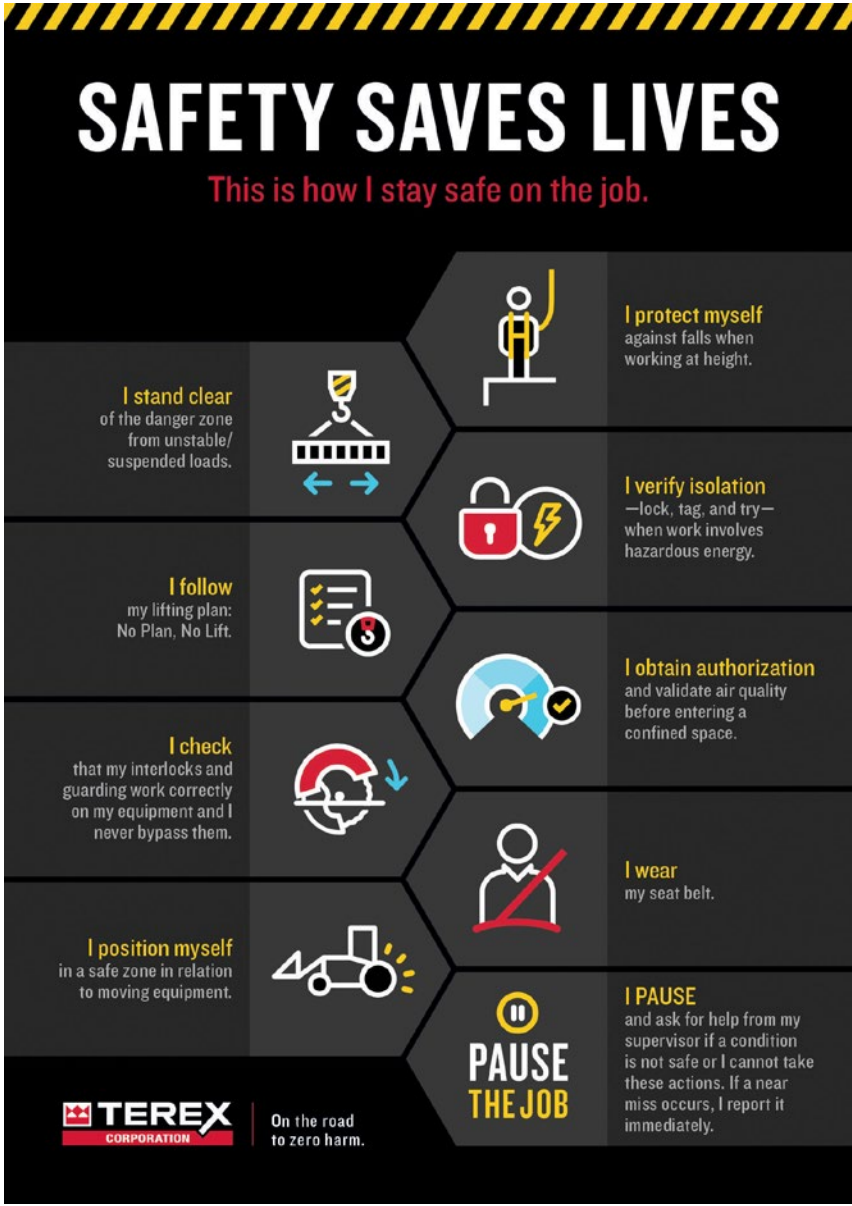 SAFETY SAVES LIVES
This is how I stay safe on the job.
I protect myself
against falls when
working at height.
I stand clear
of the danger zone
from unstable/
suspended loads.
I verify isolation
—lock, tag, and try—
when work involves
hazardous energy.
I follow
my lifting plan:
No Plan, No Lift.
I obtain authorization
and validate air quality
before entering a
confined space.
I check
that my interlocks and
guarding work correctly
on my equipment and I
never bypass them.
I wear
my seat belt.
I position myself
in a safe zone in relation
to moving equipment.
PAUSE
THE JOB
I PAUSE
and ask for help from my
supervisor if a condition
is not safe or I cannot take
these actions. If a near
miss occurs, I report it
immediately.
TEREX
CORPORATION
On the road
to zero harm.